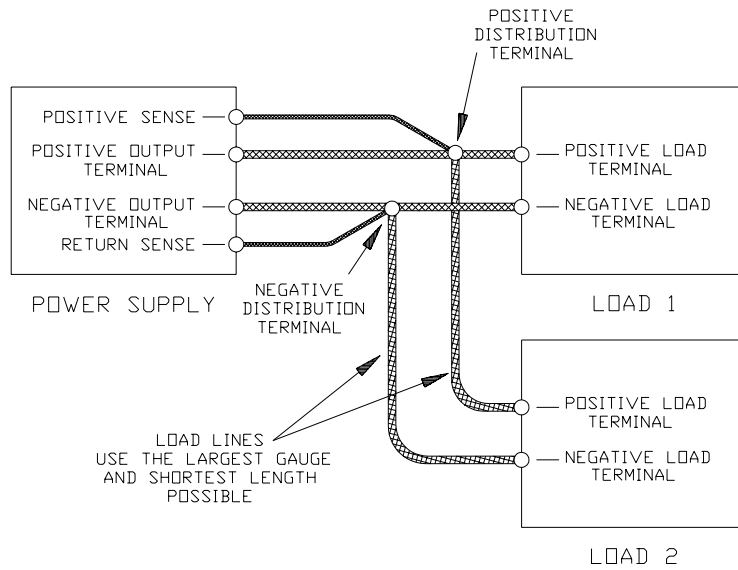 POSITIVE
DISTRIBUTION
TERMINAL
POSITIVE SENSE
POSITIVE OUTPUT
TERMINAL
NEGATIVE OUTPUT
TERMINAL
RETURN SENSE
POWER SUPPLY
NEGATIVE
DISTRIBUTION
TERMINAL
POSITIVE LOAD
TERMINAL
NEGATIVE LOAD
TERMINAL
LOAD 1
LOAD LINES
USE THE LARGEST GAUGE
AND SHORTEST LENGTH
POSSIBLE
POSITIVE LOAD
TERMINAL
NEGATIVE LOAD
TERMINAL
LOAD 2